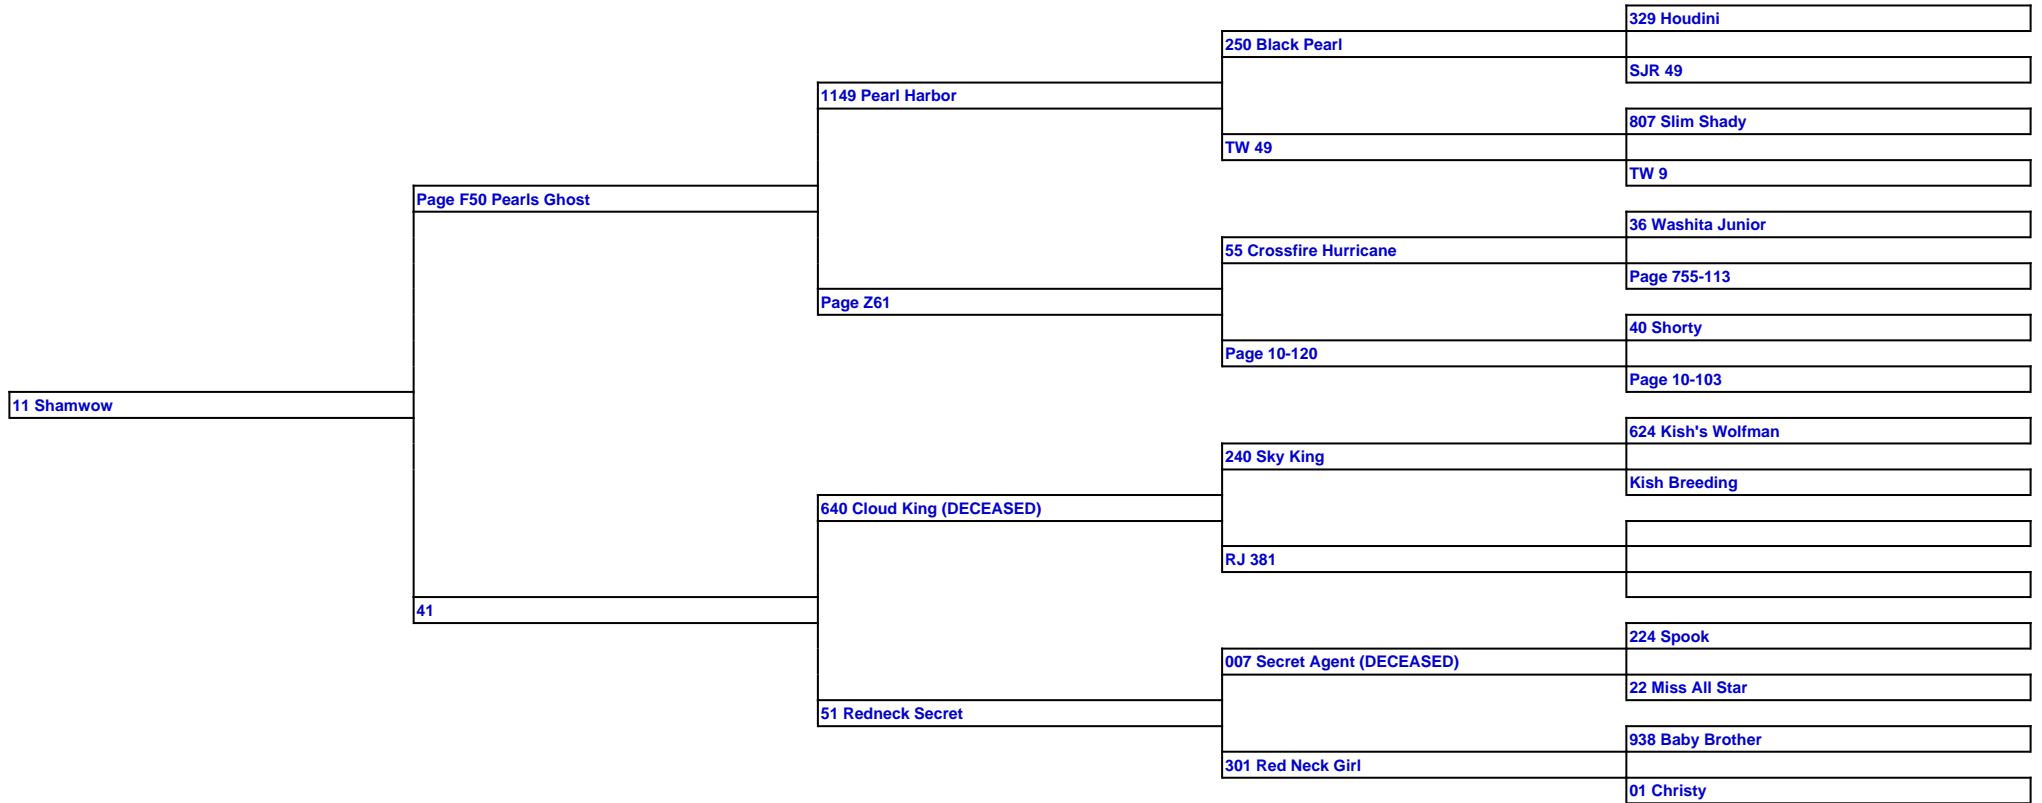 329 Houdini
250 Black Pearl
SJR 49
1149 Pearl Harbor
807 Slim Shady
TW 49
TW 9
Page F50 Pearls Ghost
36 Washita Junior
55 Crossfire Hurricane
Page 755-113
Page Z61
40 Shorty
Page 10-120
Page 10-103
11 Shamwow
624 Kish's Wolfman
240 Sky King
Kish Breeding
640 Cloud King (DECEASED)
RJ 381
41
224 Spook
007 Secret Agent (DECEASED)
22 Miss All Star
51 Redneck Secret
938 Baby Brother
301 Red Neck Girl
01 Christy